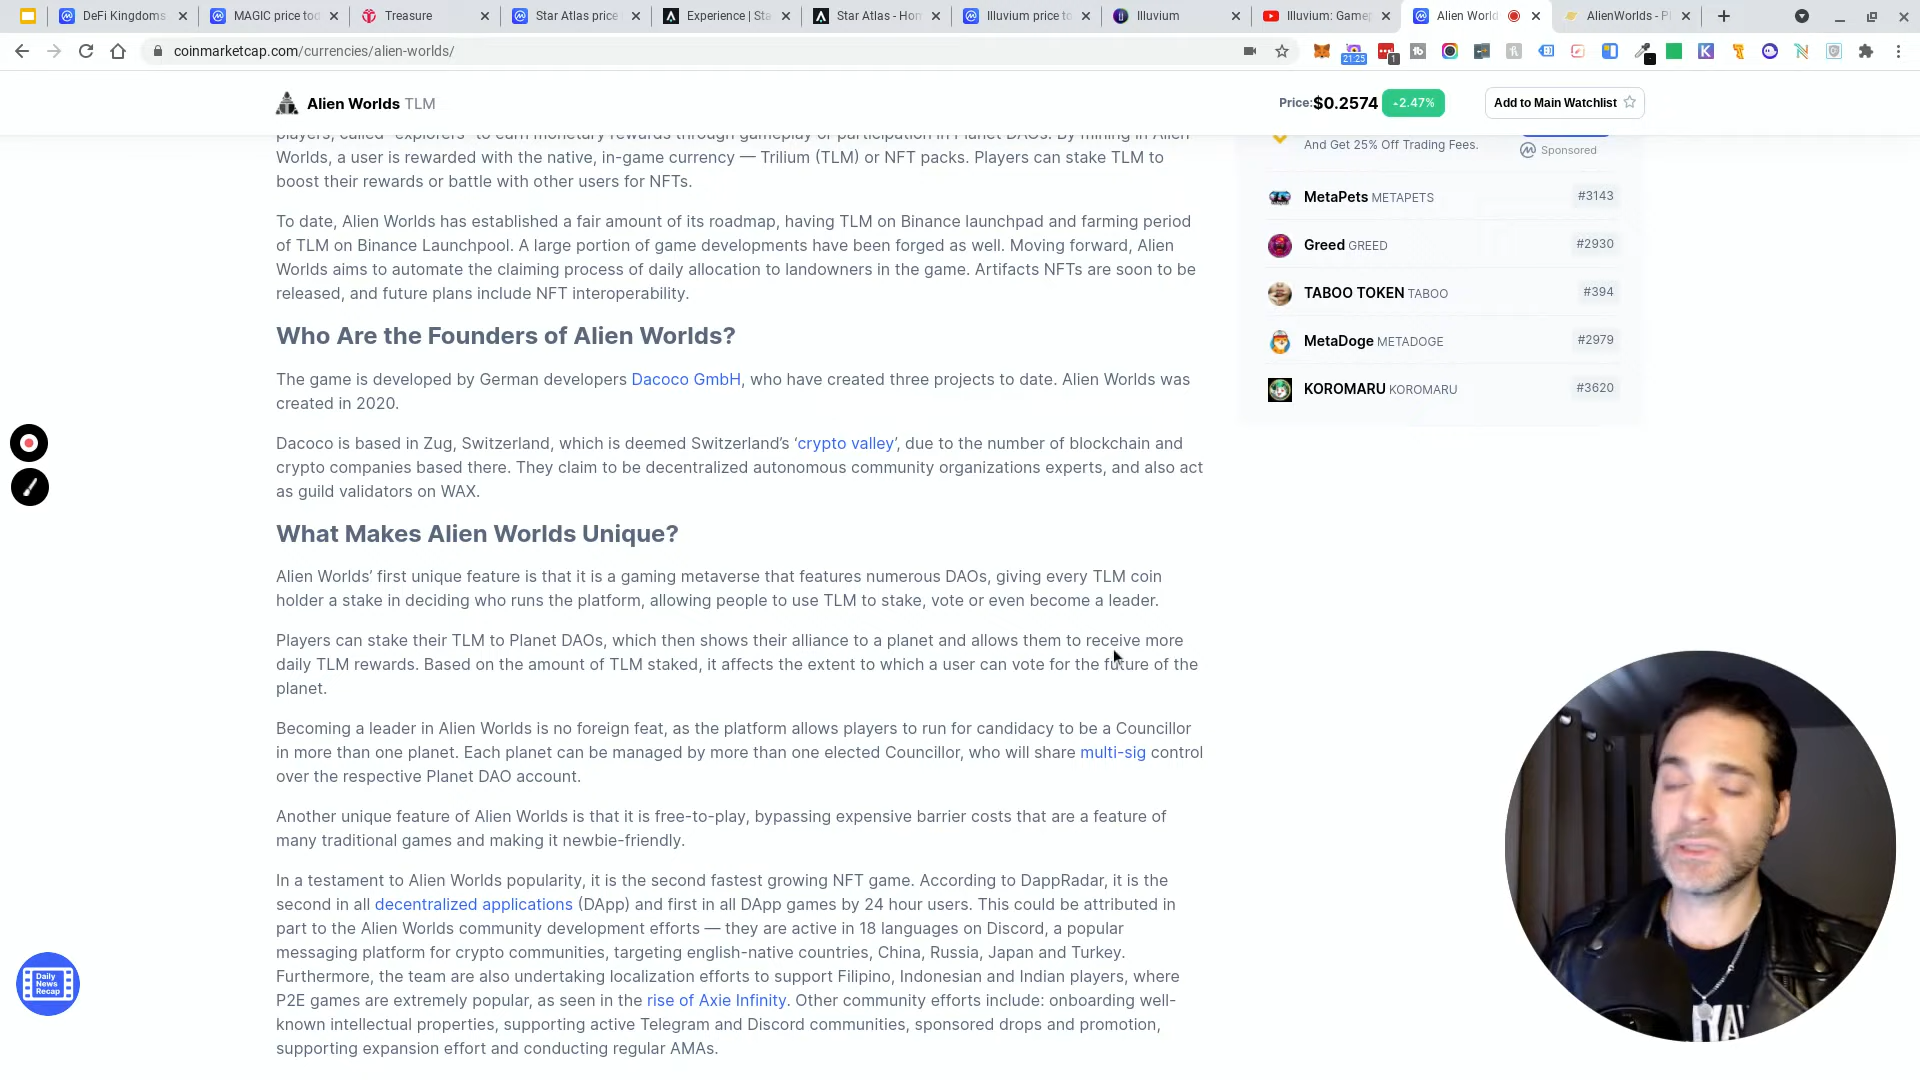 DeFi Kingdoms
MAGIC price tod
Treasure
Star Atlas price
Experience | Sta
Star Atlas - Hom
Illuvium price to
Illuvium
Illuvium: Gamep
Alien World
AlienWorlds - Pl
coinmarketcap.com/currencies/alien-worlds/
21:25
1
Alien Worlds TLM
Price:$0.2574
2.47%
Add to Main Watchlist
players, called "explorers" to earn monetary rewards through gameplay or participation in Planet DAOs. By mining in Alien
Worlds, a user is rewarded with the native, in-game currency — Trilium (TLM) or NFT packs. Players can stake TLM to
boost their rewards or battle with other users for NFTs.
To date, Alien Worlds has established a fair amount of its roadmap, having TLM on Binance launchpad and farming period
of TLM on Binance Launchpool. A large portion of game developments have been forged as well. Moving forward, Alien
Worlds aims to automate the claiming process of daily allocation to landowners in the game. Artifacts NFTs are soon to be
released, and future plans include NFT interoperability.
Who Are the Founders of Alien Worlds?
The game is developed by German developers Dacoco GmbH, who have created three projects to date. Alien Worlds was
created in 2020.
Dacoco is based in Zug, Switzerland, which is deemed Switzerland's ‘crypto valley’, due to the number of blockchain and
crypto companies based there. They claim to be decentralized autonomous community organizations experts, and also act
as guild validators on WAX.
What Makes Alien Worlds Unique?
Alien Worlds’ first unique feature is that it is a gaming metaverse that features numerous DAOs, giving every TLM coin
holder a stake in deciding who runs the platform, allowing people to use TLM to stake, vote or even become a leader.
Players can stake their TLM to Planet DAOs, which then shows their alliance to a planet and allows them to receive more
daily TLM rewards. Based on the amount of TLM staked, it affects the extent to which a user can vote for the future of the
planet.
Becoming a leader in Alien Worlds is no foreign feat, as the platform allows players to run for candidacy to be a Councillor
in more than one planet. Each planet can be managed by more than one elected Councillor, who will share multi-sig control
over the respective Planet DAO account.
Another unique feature of Alien Worlds is that it is free-to-play, bypassing expensive barrier costs that are a feature of
many traditional games and making it newbie-friendly.
In a testament to Alien Worlds popularity, it is the second fastest growing NFT game. According to DappRadar, it is the
second in all decentralized applications (DApp) and first in all DApp games by 24 hour users. This could be attributed in
part to the Alien Worlds community development efforts — they are active in 18 languages on Discord, a popular
messaging platform for crypto communities, targeting english-native countries, China, Russia, Japan and Turkey.
Furthermore, the team are also undertaking localization efforts to support Filipino, Indonesian and Indian players, where
P2E games are extremely popular, as seen in the rise of Axie Infinity. Other community efforts include: onboarding well-
known intellectual properties, supporting active Telegram and Discord communities, sponsored drops and promotion,
supporting expansion effort and conducting regular AMAs.
And Get 25% Off Trading Fees.
Sponsored
MetaPets METAPETS #3143
Greed GREED #2930
TABOO TOKEN TABOO #394
MetaDoge METADOGE #2979
KOROMARU KOROMARU #3620
Daily
News
Recap